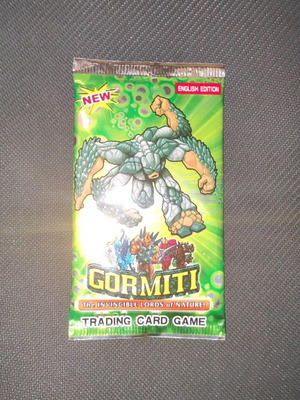 ENGLISH EDITION
NEW
GORMITI
The INVINCIBLE LORDS of NATURE!
TRADING CARD GAME